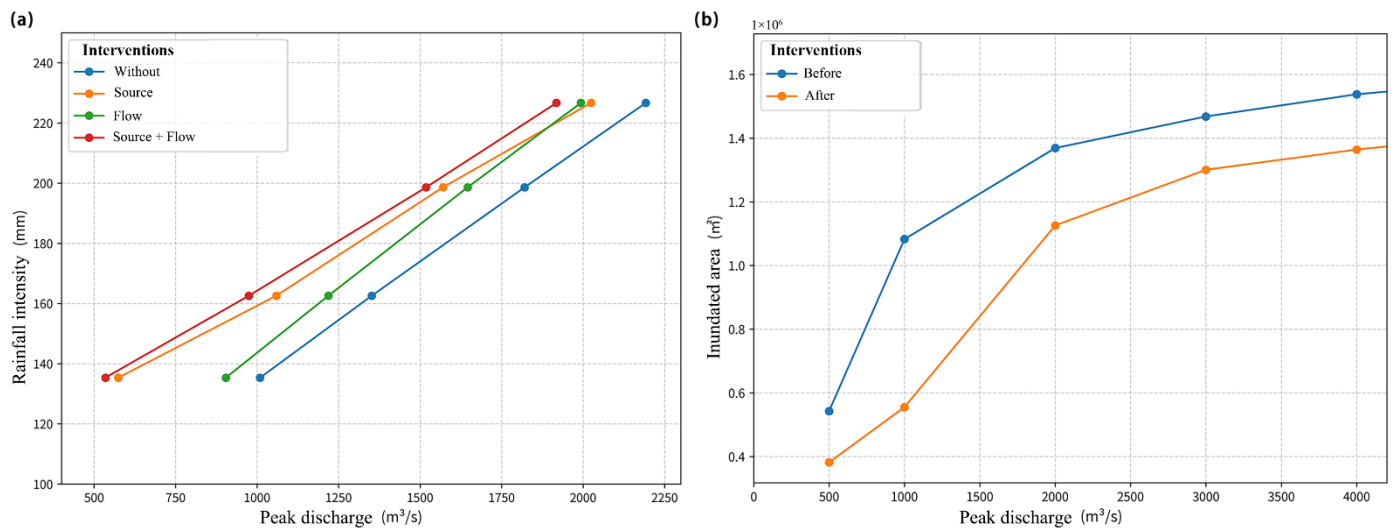 (a)
Interventions
Without
Source
Flow
Source + Flow
Rainfall intensity (mm)
240
220
200
180
160
140
120
100
500 750 1000 1250 1500 1750 2000 2250
Peak discharge (m³/s)
(b)
1×10⁶
Interventions
Before
After
Inundated area (㎡)
1.6
1.4
1.2
1.0
0.8
0.6
0.4
0 500 1000 1500 2000 2500 3000 3500 4000
Peak discharge (m³/s)